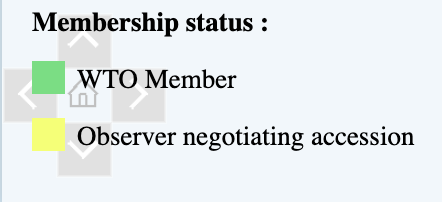 Membership status :
WTO Member
Observer negotiating accession